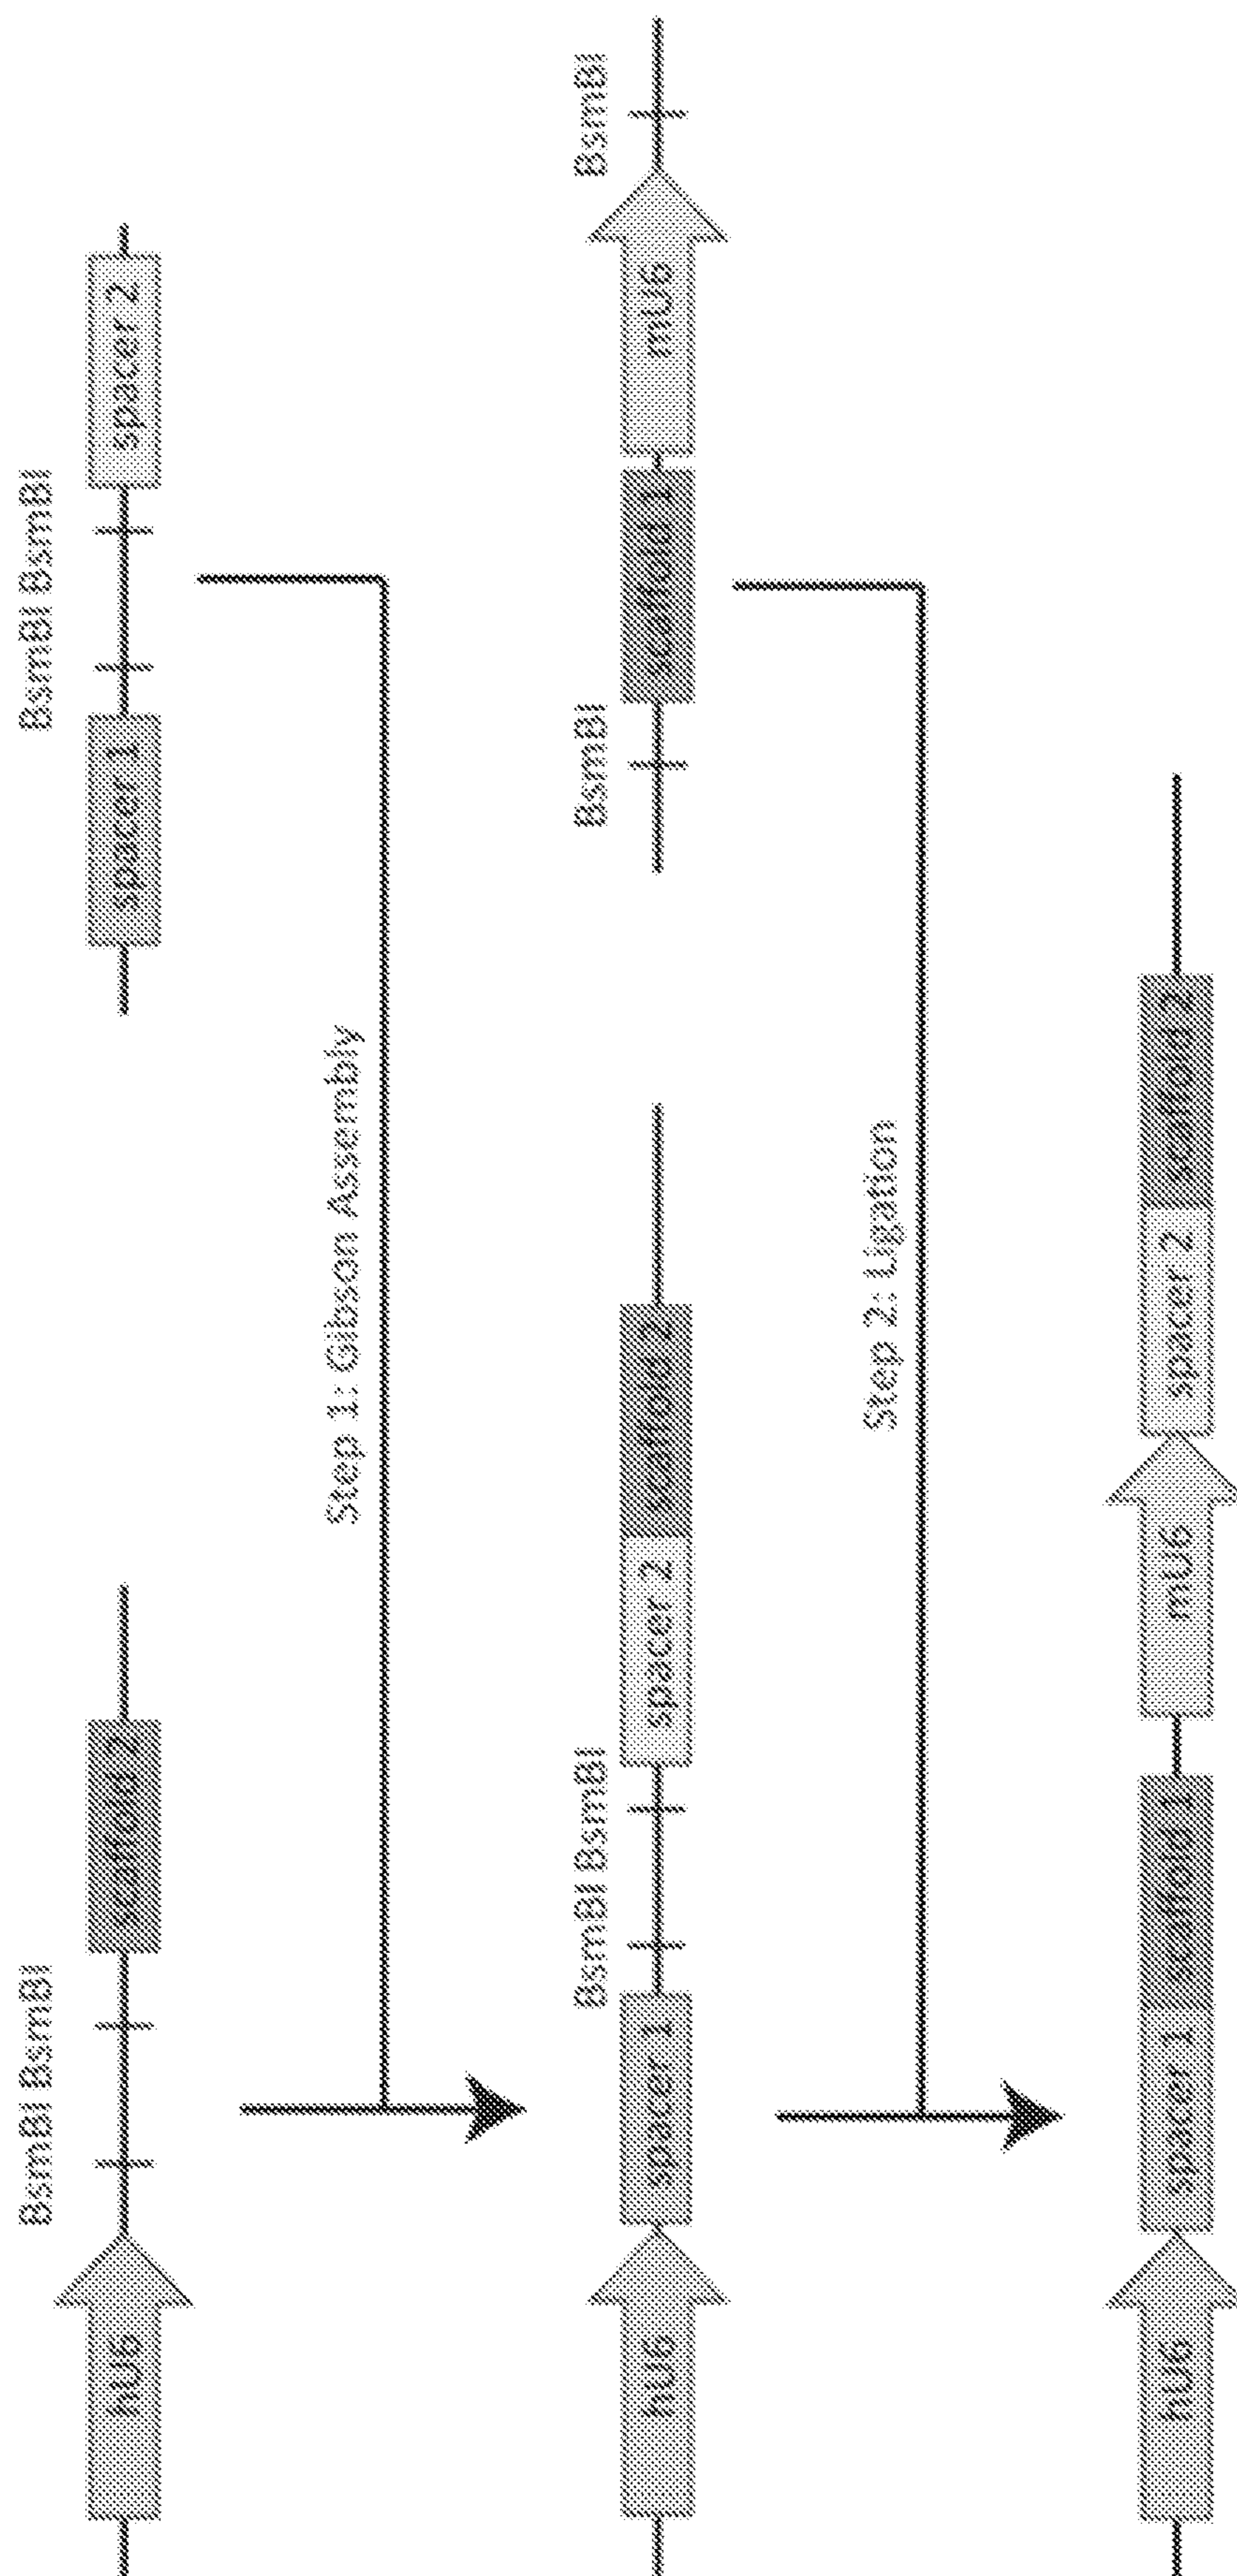 BsmBI BsmBI
hU6
scaffold 2
BsmBI BsmBI
spacer 1
spacer 2
Step 1: Gibson Assembly
BsmBI BsmBI
hU6
spacer 1
spacer 2
scaffold 2
BsmBI
BsmBI
scaffold 1
mU6
Step 2: Ligation
hU6
spacer 1
scaffold 1
mU6
spacer 2
scaffold 2